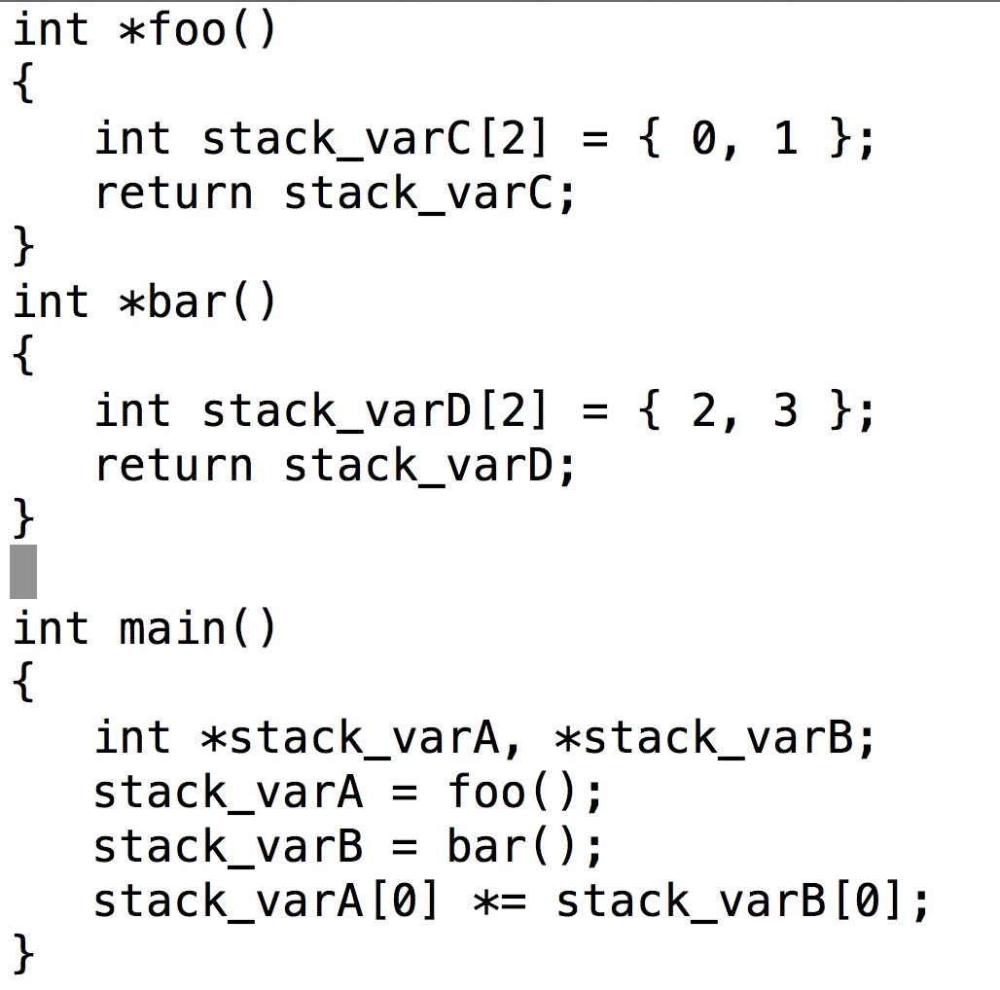 int *foo()
{
   int stack_varC[2] = { 0, 1 };
   return stack_varC;
}
int *bar()
{
   int stack_varD[2] = { 2, 3 };
   return stack_varD;
}

int main()
{
   int *stack_varA, *stack_varB;
   stack_varA = foo();
   stack_varB = bar();
   stack_varA[0] *= stack_varB[0];
}